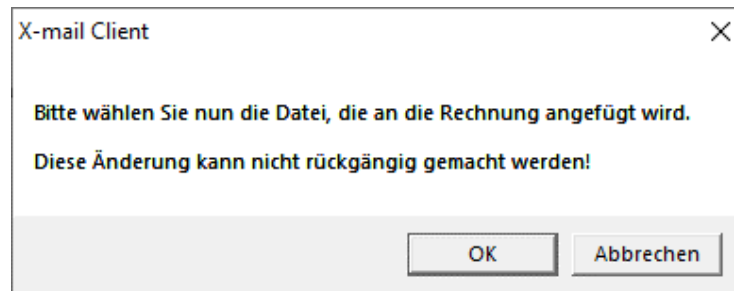 X-mail Client
Bitte wählen Sie nun die Datei, die an die Rechnung angefügt wird.
Diese Änderung kann nicht rückgängig gemacht werden!
OK
Abbrechen